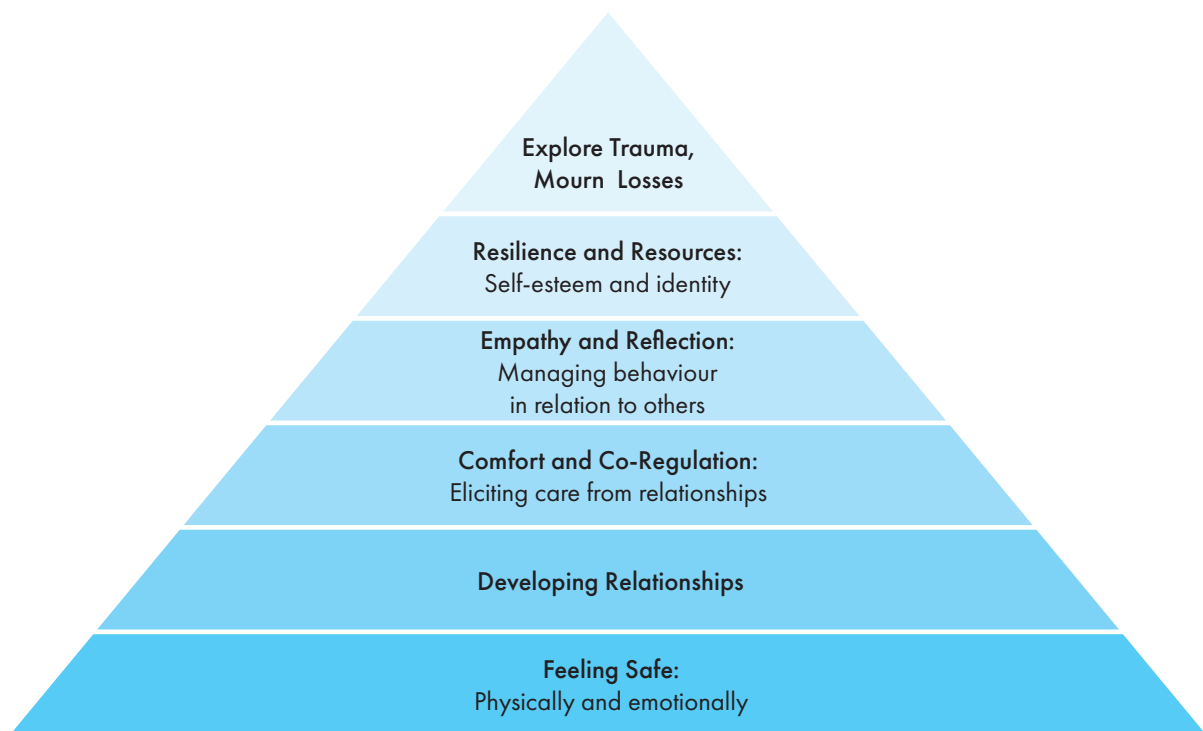 Explore Trauma,
Mourn Losses
Resilience and Resources:
Self-esteem and identity
Empathy and Reflection:
Managing behaviour
in relation to others
Comfort and Co-Regulation:
Eliciting care from relationships
Developing Relationships
Feeling Safe:
Physically and emotionally